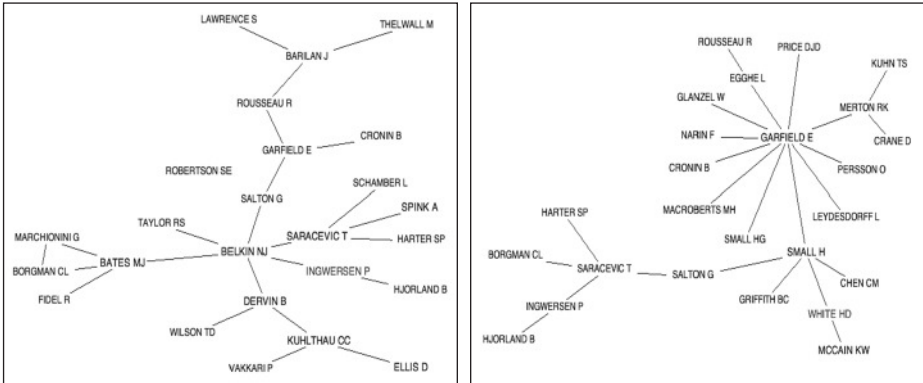 LAWRENCE S
THELWALL M
BARILAN J
ROUSSEAU R
CRONIN B
GARFIELD E
ROBERTSON SE
SCHAMBER L
SALTON G
SPINK A
TAYLOR RS
SARACEVIC T
HARTER SP
MARCHIONINI G
BELKIN NJ
BATES MJ
BORGMAN CL
INGWERSEN P
HJORLAND B
FIDEL R
DERVIN B
WILSON TD
KUHLTHAU CC
VAKKARI P
ELLIS D
ROUSSEAU R
PRICE DJD
KUHN TS
EGGHE L
GLANZEL W
MERTON RK
NARIN F
GARFIELD E
CRANE D
CRONIN B
PERSSON O
MACROBERTS MH
LEYDESDORFF L
HARTER SP
SMALL HG
BORGMAN CL
SMALL H
SARACEVIC T
SALTON G
CHEN CM
GRIFFITH BC
INGWERSEN P
WHITE HD
HJORLAND B
MCCAIN KW